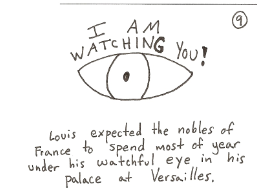 9
I AM
WATCHING YOU!
Louis expected the nobles of
France to spend most of year
under his watchful eye in his
palace at Versailles.